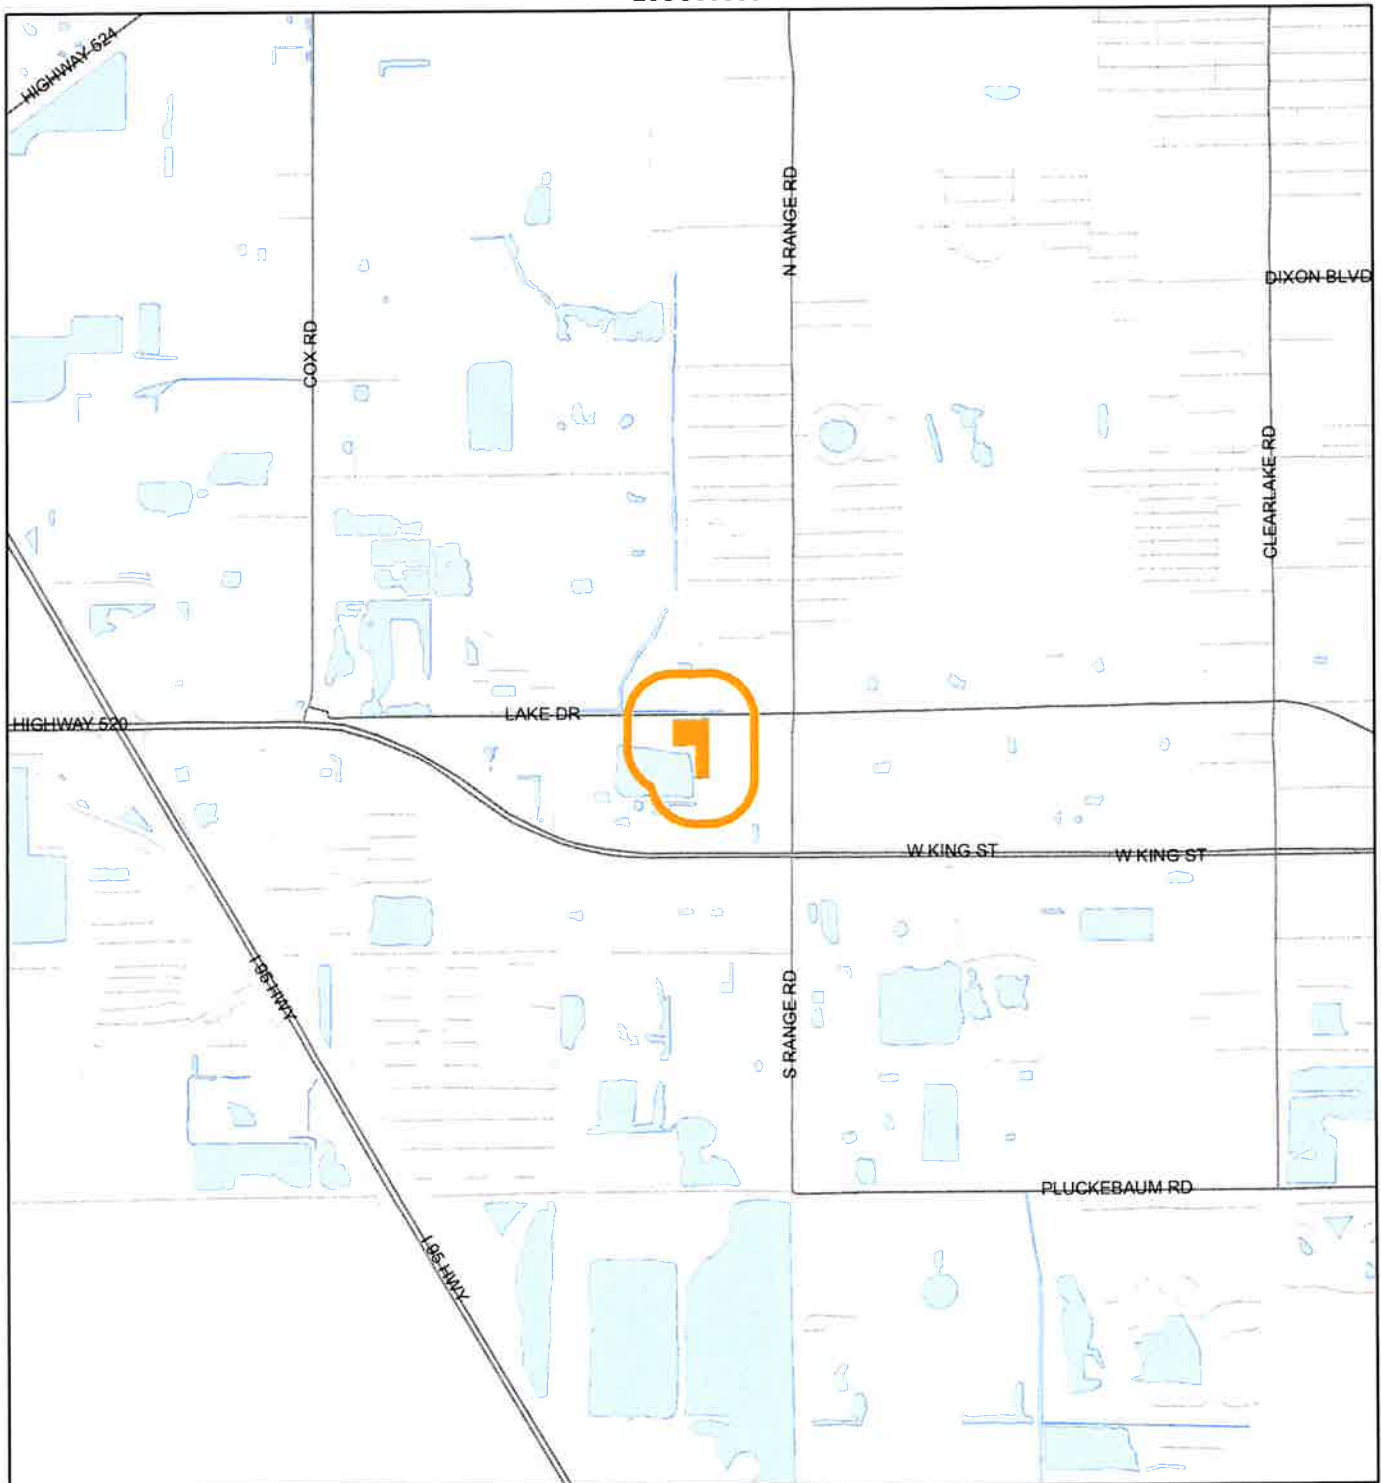 HIGHWAY 524
N RANGE RD
DIXON BLVD
COX RD
CLEARLAKE RD
LAKE DR
HIGHWAY 520
W KING ST
W KING ST
I 95 HWY
S RANGE RD
PLUCKEBAUM RD
I 95 HWY